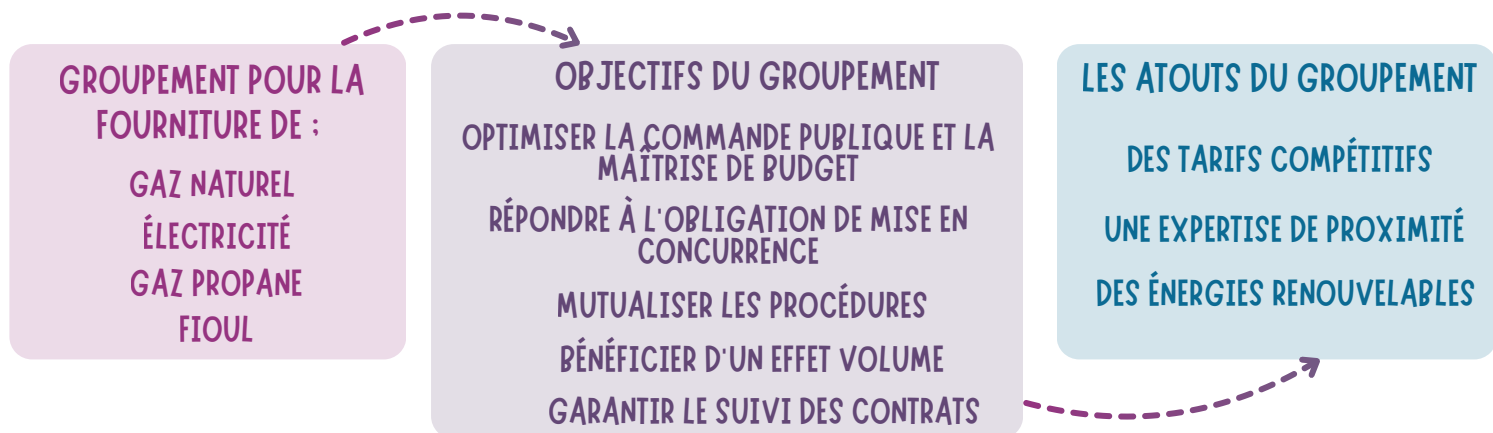 GROUPEMENT POUR LA
FOURNITURE DE :
GAZ NATUREL
ÉLECTRICITÉ
GAZ PROPANE
FIOUL
OBJECTIFS DU GROUPEMENT
OPTIMISER LA COMMANDE PUBLIQUE ET LA
MAÎTRISE DE BUDGET
RÉPONDRE À L'OBLIGATION DE MISE EN
CONCURRENCE
MUTUALISER LES PROCÉDURES
BÉNÉFICIER D'UN EFFET VOLUME
GARANTIR LE SUIVI DES CONTRATS
LES ATOUTS DU GROUPEMENT
DES TARIFS COMPÉTITIFS
UNE EXPERTISE DE PROXIMITÉ
DES ÉNERGIES RENOUVELABLES